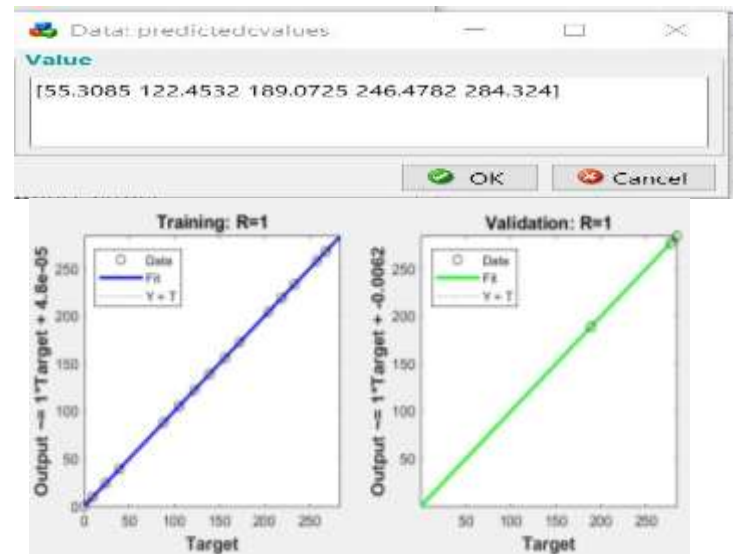 Data: predictedcvalues
Value
[55.3085 122.4532 189.0725 246.4782 284.324]
OK
Cancel
Training: R=1
Data
Fit
Y = T
Output ~= 1*Target + 4.8e-05
250
200
150
100
50
0
0 50 100 150 200 250
Target
Validation: R=1
Data
Fit
Y = T
Output ~= 1*Target + -0.0062
250
200
150
100
50
50 100 150 200 250
Target